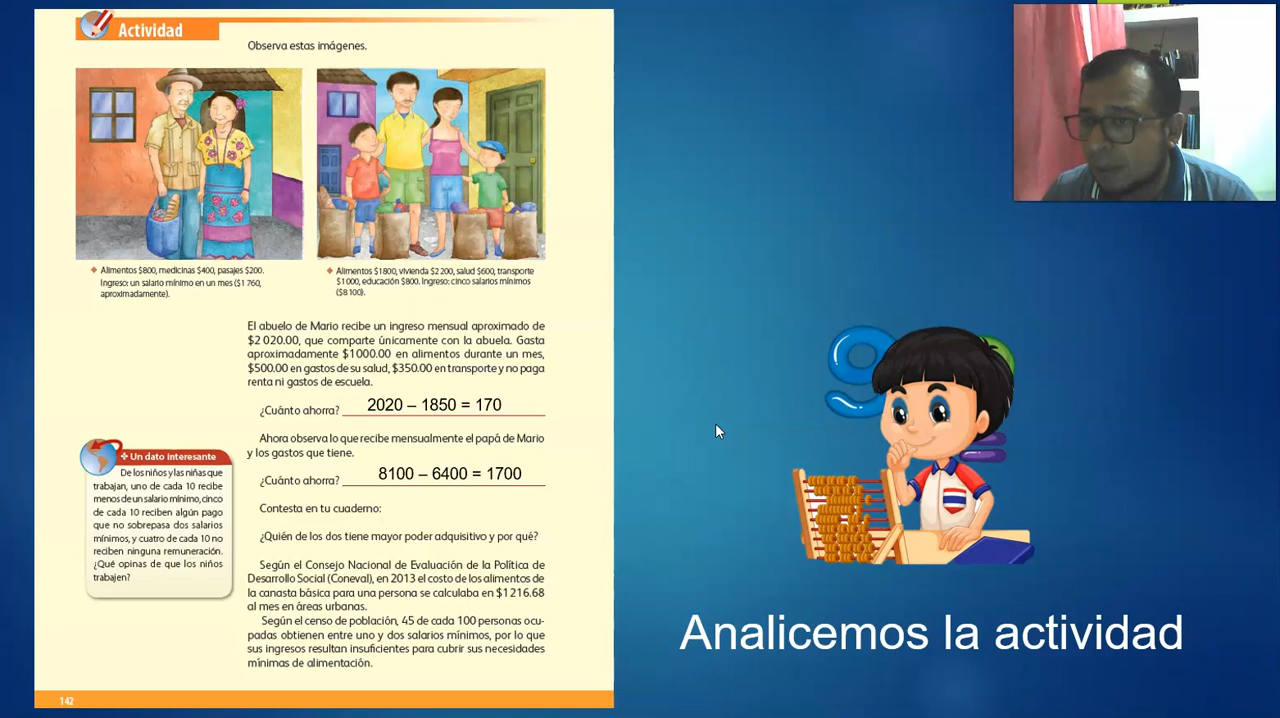 Actividad
Observa estas imágenes.
Alimentos $800, medicinas $400, pasajes $200.
Ingreso: un salario mínimo en un mes ($1 760,
aproximadamente).
Alimentos $1800, vivienda $2 200, salud $600, transporte
$1000, educación $800. Ingreso: cinco salarios mínimos
($8 100).
El abuelo de Mario recibe un ingreso mensual aproximado de
$2 020.00, que comparte únicamente con la abuela. Gasta
aproximadamente $1000.00 en alimentos durante un mes,
$500.00 en gastos de su salud, $350.00 en transporte y no paga
renta ni gastos de escuela.
¿Cuánto ahorra? 2020 – 1850 = 170
Ahora observa lo que recibe mensualmente el papá de Mario
y los gastos que tiene.
¿Cuánto ahorra? 8100 – 6400 = 1700
Contesta en tu cuaderno:
¿Quién de los dos tiene mayor poder adquisitivo y por qué?
Según el Consejo Nacional de Evaluación de la Política de
Desarrollo Social (Coneval), en 2013 el costo de los alimentos de
la canasta básica para una persona se calculaba en $1216.68
al mes en áreas urbanas.
Según el censo de población, 45 de cada 100 personas ocu-
padas obtienen entre uno y dos salarios mínimos, por lo que
sus ingresos resultan insuficientes para cubrir sus necesidades
mínimas de alimentación.
Un dato interesante
De los niños y las niñas que
trabajan, uno de cada 10 recibe
menos de un salario mínimo, cinco
de cada 10 reciben algún pago
que no sobrepasa dos salarios
mínimos, y cuatro de cada 10 no
reciben ninguna remuneración.
¿Qué opinas de que los niños
trabajen?
142
9
Analicemos la actividad